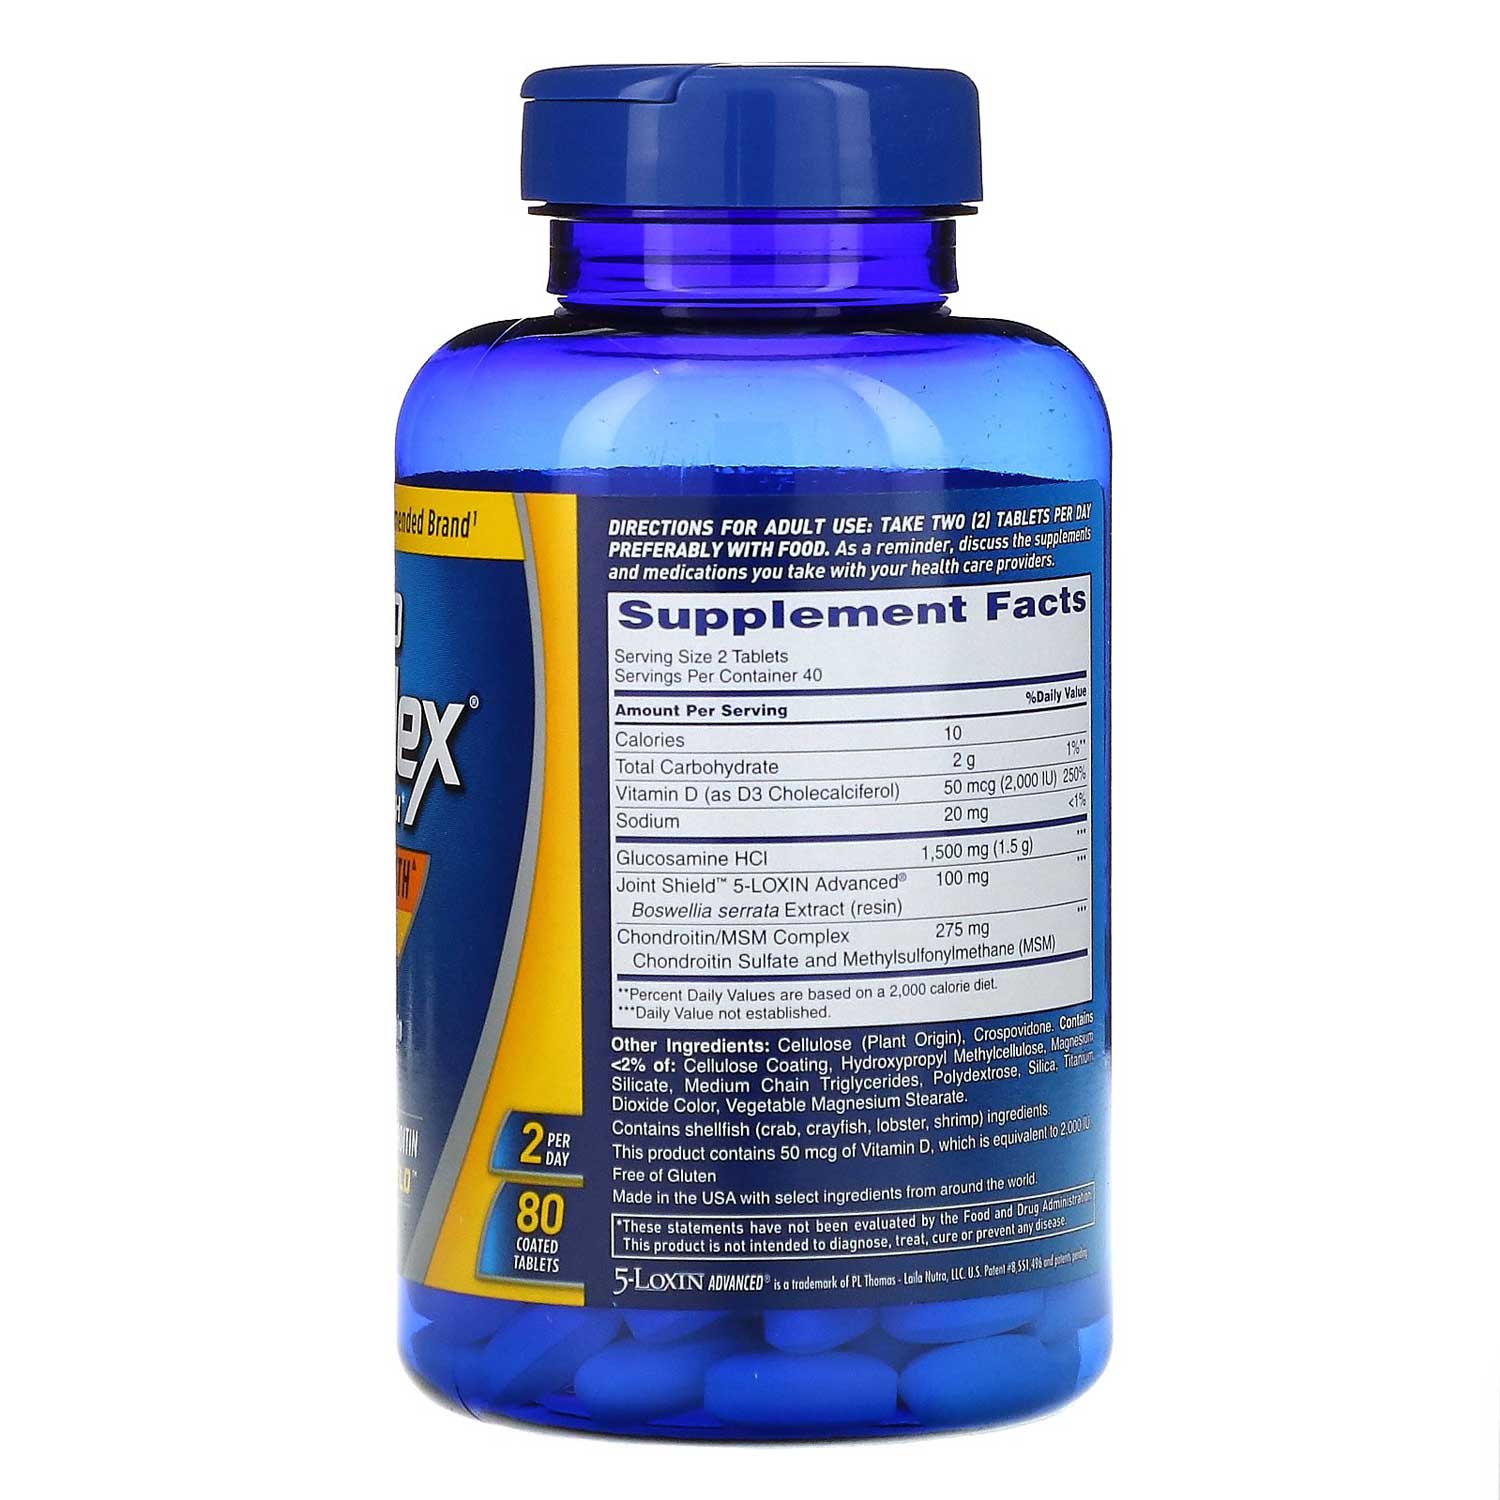 mended Brand¹
ex®
TH
2 PER DAY
80
COATED
TABLETS
DIRECTIONS FOR ADULT USE: TAKE TWO (2) TABLETS PER DAY
PREFERABLY WITH FOOD. As a reminder, discuss the supplements
and medications you take with your health care providers.
Supplement Facts
Serving Size 2 Tablets
Servings Per Container 40
Amount Per Serving %Daily Value
Calories 10
Total Carbohydrate 2 g 1%**
Vitamin D (as D3 Cholecalciferol) 50 mcg (2,000 IU) 250%
Sodium 20 mg <1%
Glucosamine HCl 1,500 mg (1.5 g) ***
Joint Shield™ 5-LOXIN Advanced® 100 mg ***
Boswellia serrata Extract (resin)
Chondroitin/MSM Complex 275 mg ***
Chondroitin Sulfate and Methylsulfonylmethane (MSM)
**Percent Daily Values are based on a 2,000 calorie diet.
***Daily Value not established.
Other Ingredients: Cellulose (Plant Origin), Crospovidone. Contains
<2% of: Cellulose Coating, Hydroxypropyl Methylcellulose, Magnesium
Silicate, Medium Chain Triglycerides, Polydextrose, Silica, Titanium
Dioxide Color, Vegetable Magnesium Stearate.
Contains shellfish (crab, crayfish, lobster, shrimp) ingredients.
This product contains 50 mcg of Vitamin D, which is equivalent to 2,000 IU.
Free of Gluten
Made in the USA with select ingredients from around the world.
*These statements have not been evaluated by the Food and Drug Administration.
This product is not intended to diagnose, treat, cure or prevent any disease.
5-LOXIN ADVANCED® is a trademark of PL Thomas - Laila Nutra, LLC. U.S. Patent #8,551,496 and patents pending